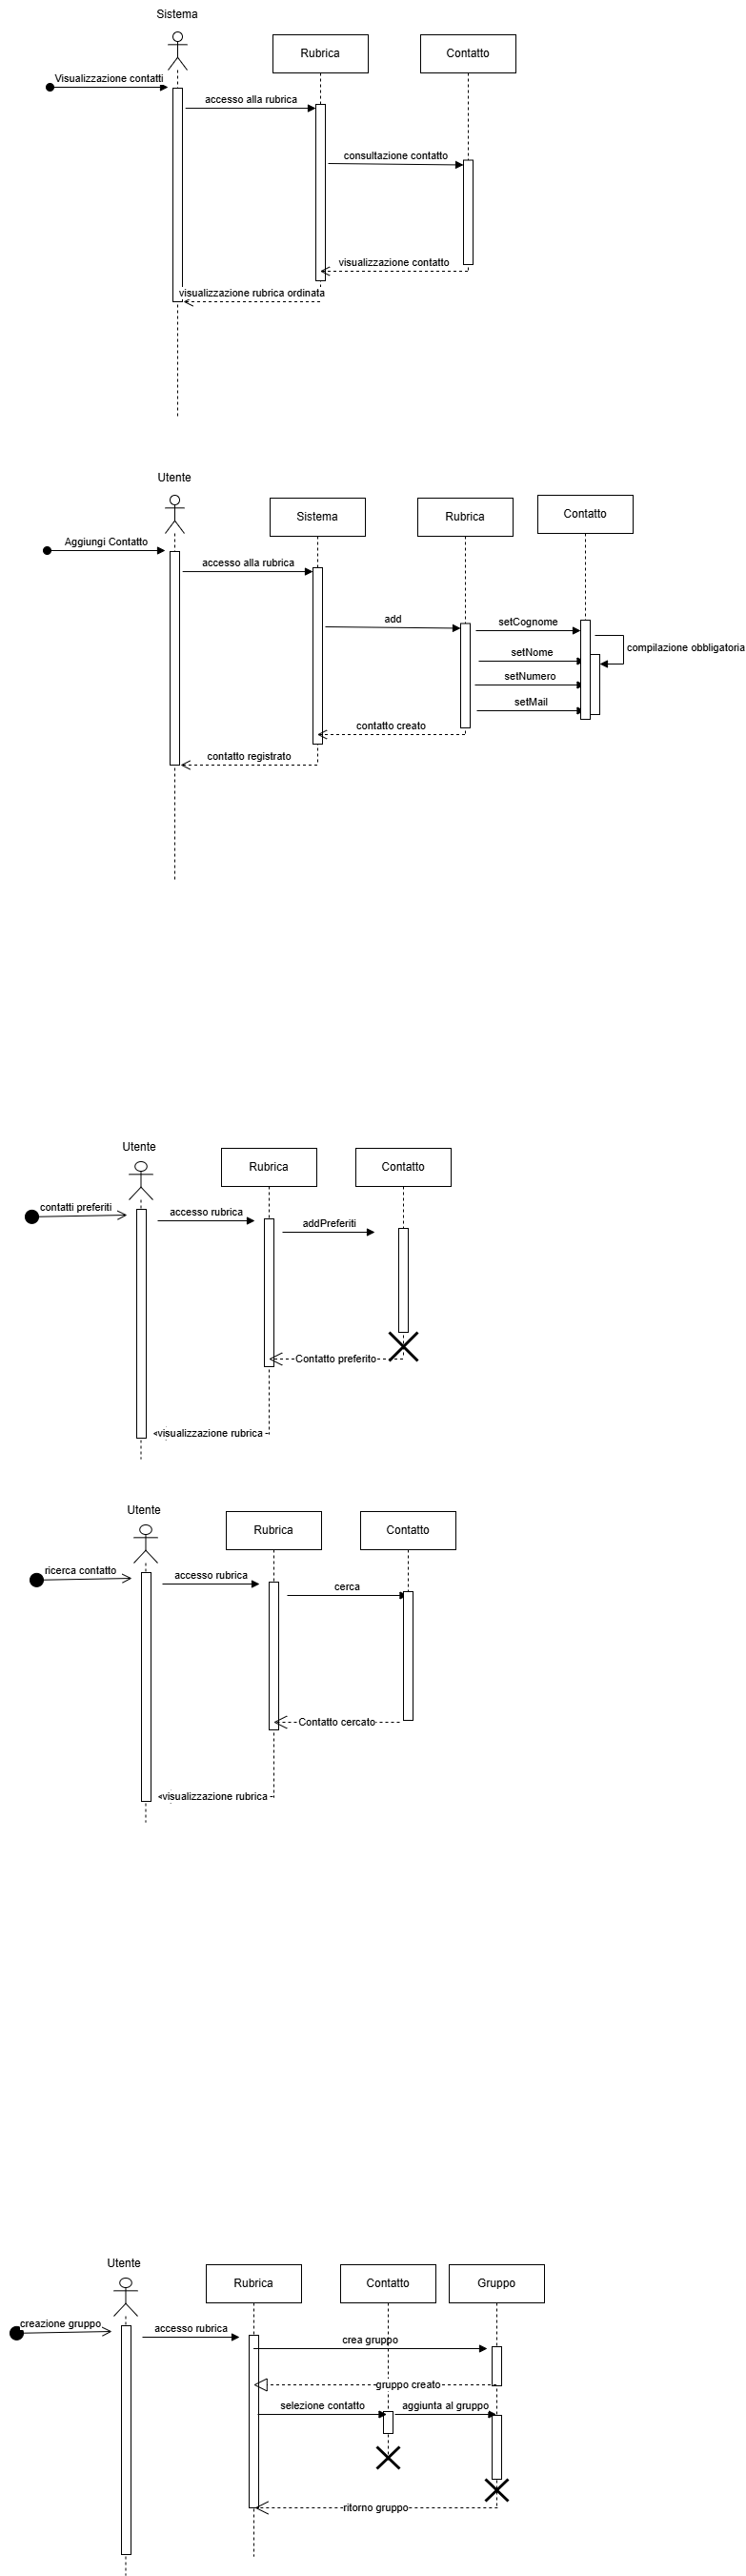 Sistema
Rubrica
Contatto
Visualizzazione contatti
accesso alla rubrica
consultazione contatto
visualizzazione contatto
visualizzazione rubrica ordinata
Utente
Sistema
Rubrica
Contatto
Aggiungi Contatto
accesso alla rubrica
add
setCognome
compilazione obbligatoria
setNome
setNumero
setMail
contatto creato
contatto registrato
Utente
Rubrica
Contatto
contatti preferiti
accesso rubrica
addPreferiti
Contatto preferito
visualizzazione rubrica
Utente
Rubrica
Contatto
ricerca contatto
accesso rubrica
cerca
Contatto cercato
visualizzazione rubrica
Utente
Rubrica
Contatto
Gruppo
creazione gruppo
accesso rubrica
crea gruppo
gruppo creato
selezione contatto
aggiunta al gruppo
ritorno gruppo